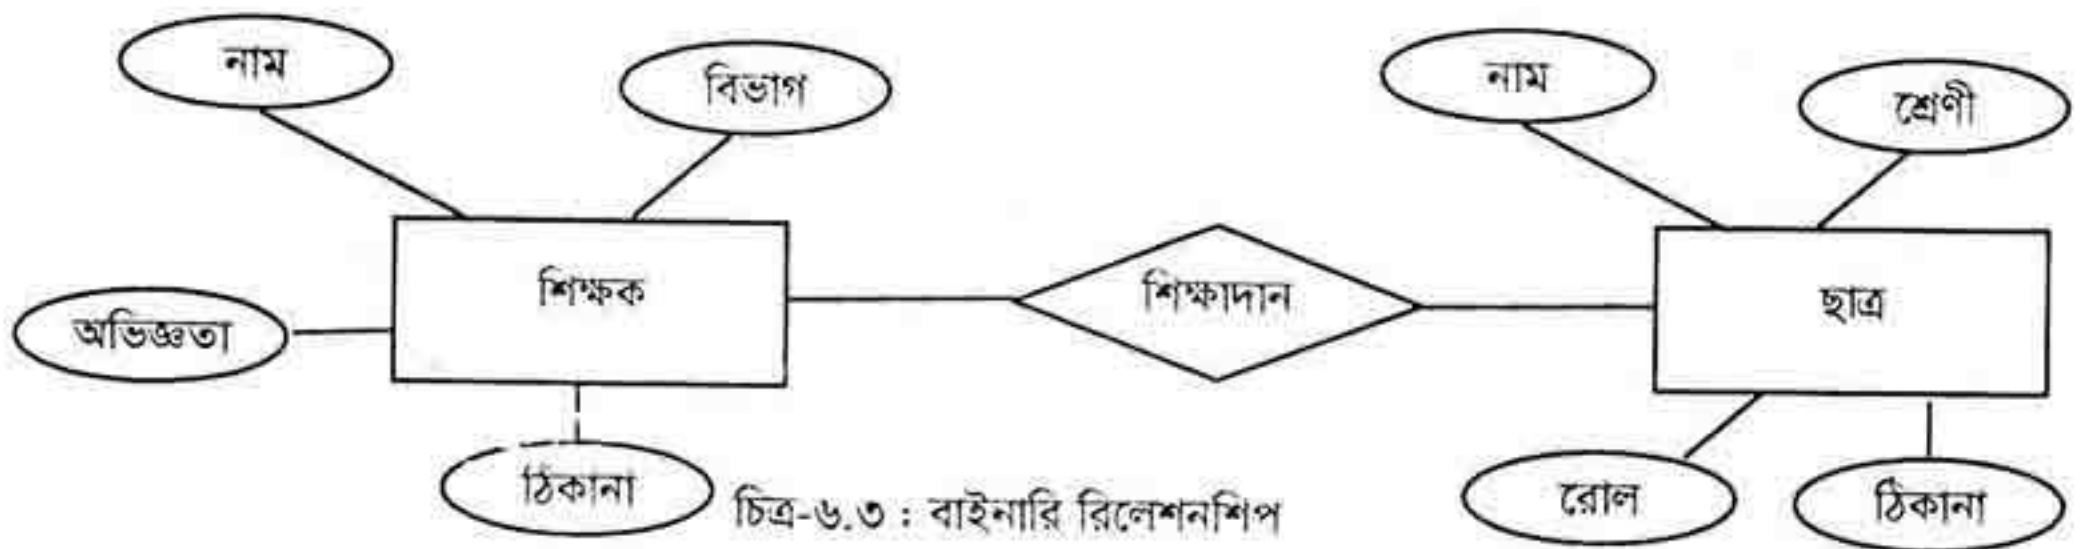 নাম
বিভাগ
নাম
শ্রেণী
শিক্ষক
শিক্ষাদান
ছাত্র
অভিজ্ঞতা
ঠিকানা
রোল
ঠিকানা
চিত্র-৬.৩ : বাইনারি রিলেশনশিপ